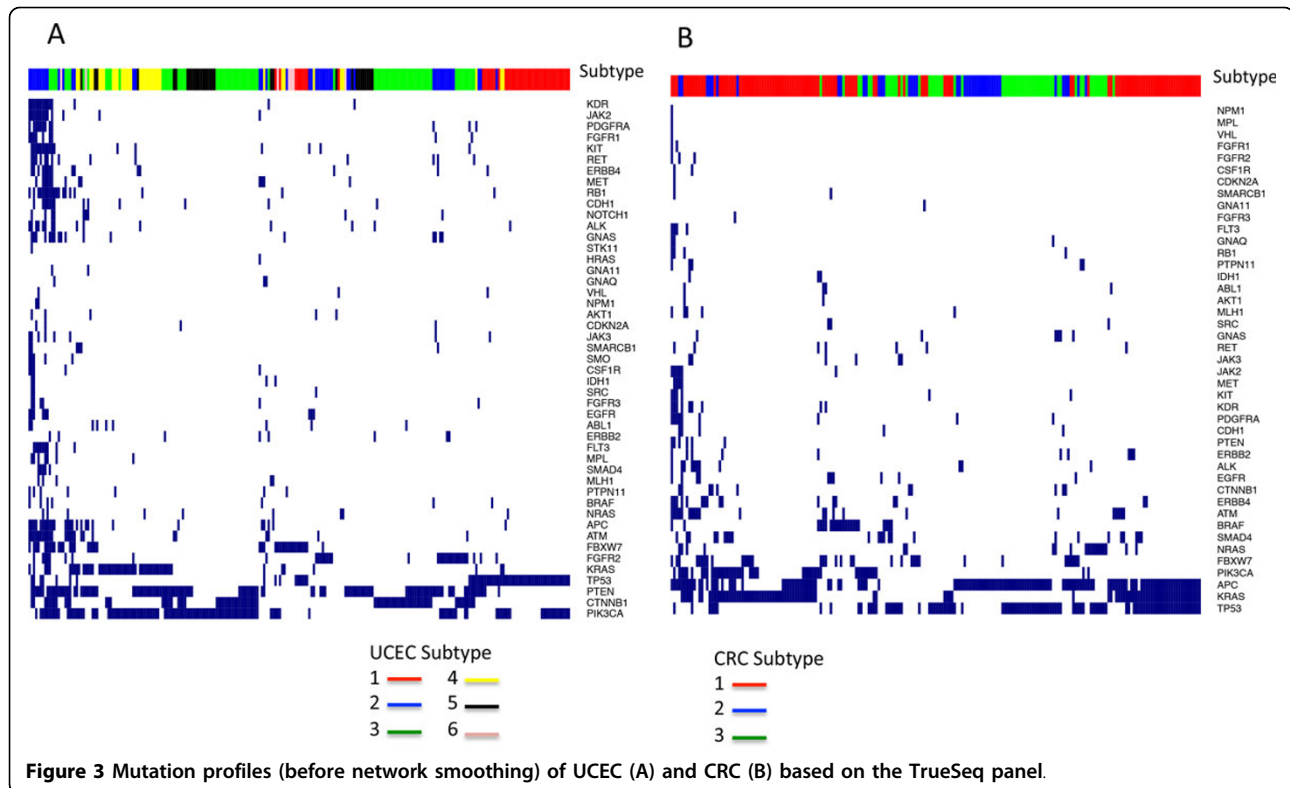 A
Subtype
KDR
JAK2
PDGFRA
FGFR1
KIT
RET
ERBB4
MET
RB1
CDH1
NOTCH1
ALK
GNAS
STK11
HRAS
GNA11
GNAQ
VHL
NPM1
AKT1
CDKN2A
JAK3
SMARCB1
SMO
CSF1R
IDH1
SRC
FGFR3
EGFR
ABL1
ERBB2
FLT3
MPL
SMAD4
MLH1
PTPN11
BRAF
NRAS
APC
ATM
FBXW7
FGFR2
KRAS
TP53
PTEN
CTNNB1
PIK3CA
UCEC Subtype
1
4
2
5
3
6
B
Subtype
NPM1
MPL
VHL
FGFR1
FGFR2
CSF1R
CDKN2A
SMARCB1
GNA11
FGFR3
FLT3
GNAQ
RB1
PTPN11
IDH1
ABL1
AKT1
MLH1
SRC
GNAS
RET
JAK3
JAK2
MET
KIT
KDR
PDGFRA
CDH1
PTEN
ERBB2
ALK
EGFR
CTNNB1
ERBB4
ATM
BRAF
SMAD4
NRAS
FBXW7
PIK3CA
APC
KRAS
TP53
CRC Subtype
1
2
3
Figure 3 Mutation profiles (before network smoothing) of UCEC (A) and CRC (B) based on the TrueSeq panel.